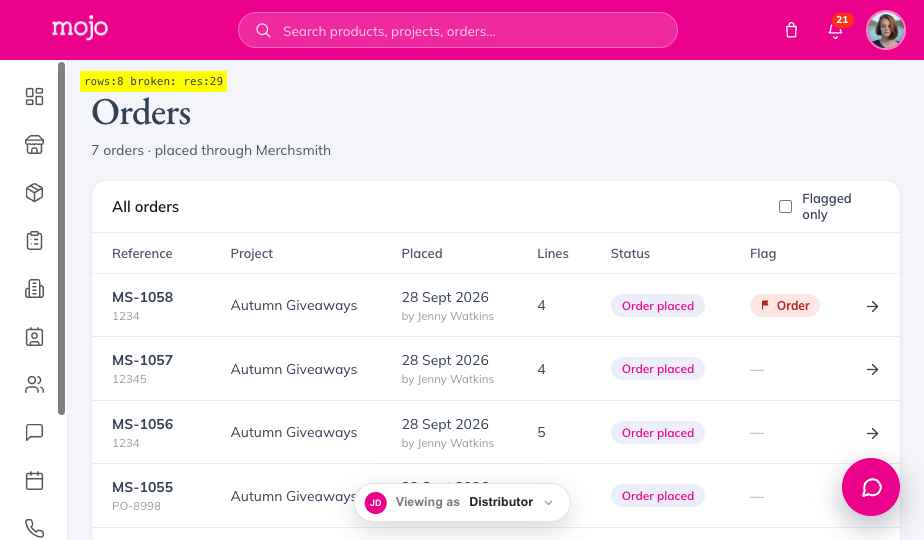 mojo
Search products, projects, orders...
21
rows:8 broken: res:29
Orders
7 orders · placed through Merchsmith
All orders
Flagged only
Reference Project Placed Lines Status Flag
MS-1058 Autumn Giveaways 28 Sept 2026 4 Order placed Order
1234 by Jenny Watkins
MS-1057 Autumn Giveaways 28 Sept 2026 4 Order placed —
12345 by Jenny Watkins
MS-1056 Autumn Giveaways 28 Sept 2026 5 Order placed —
1234 by Jenny Watkins
MS-1055 Autumn Giveaways Order placed —
PO-8998
JD Viewing as Distributor